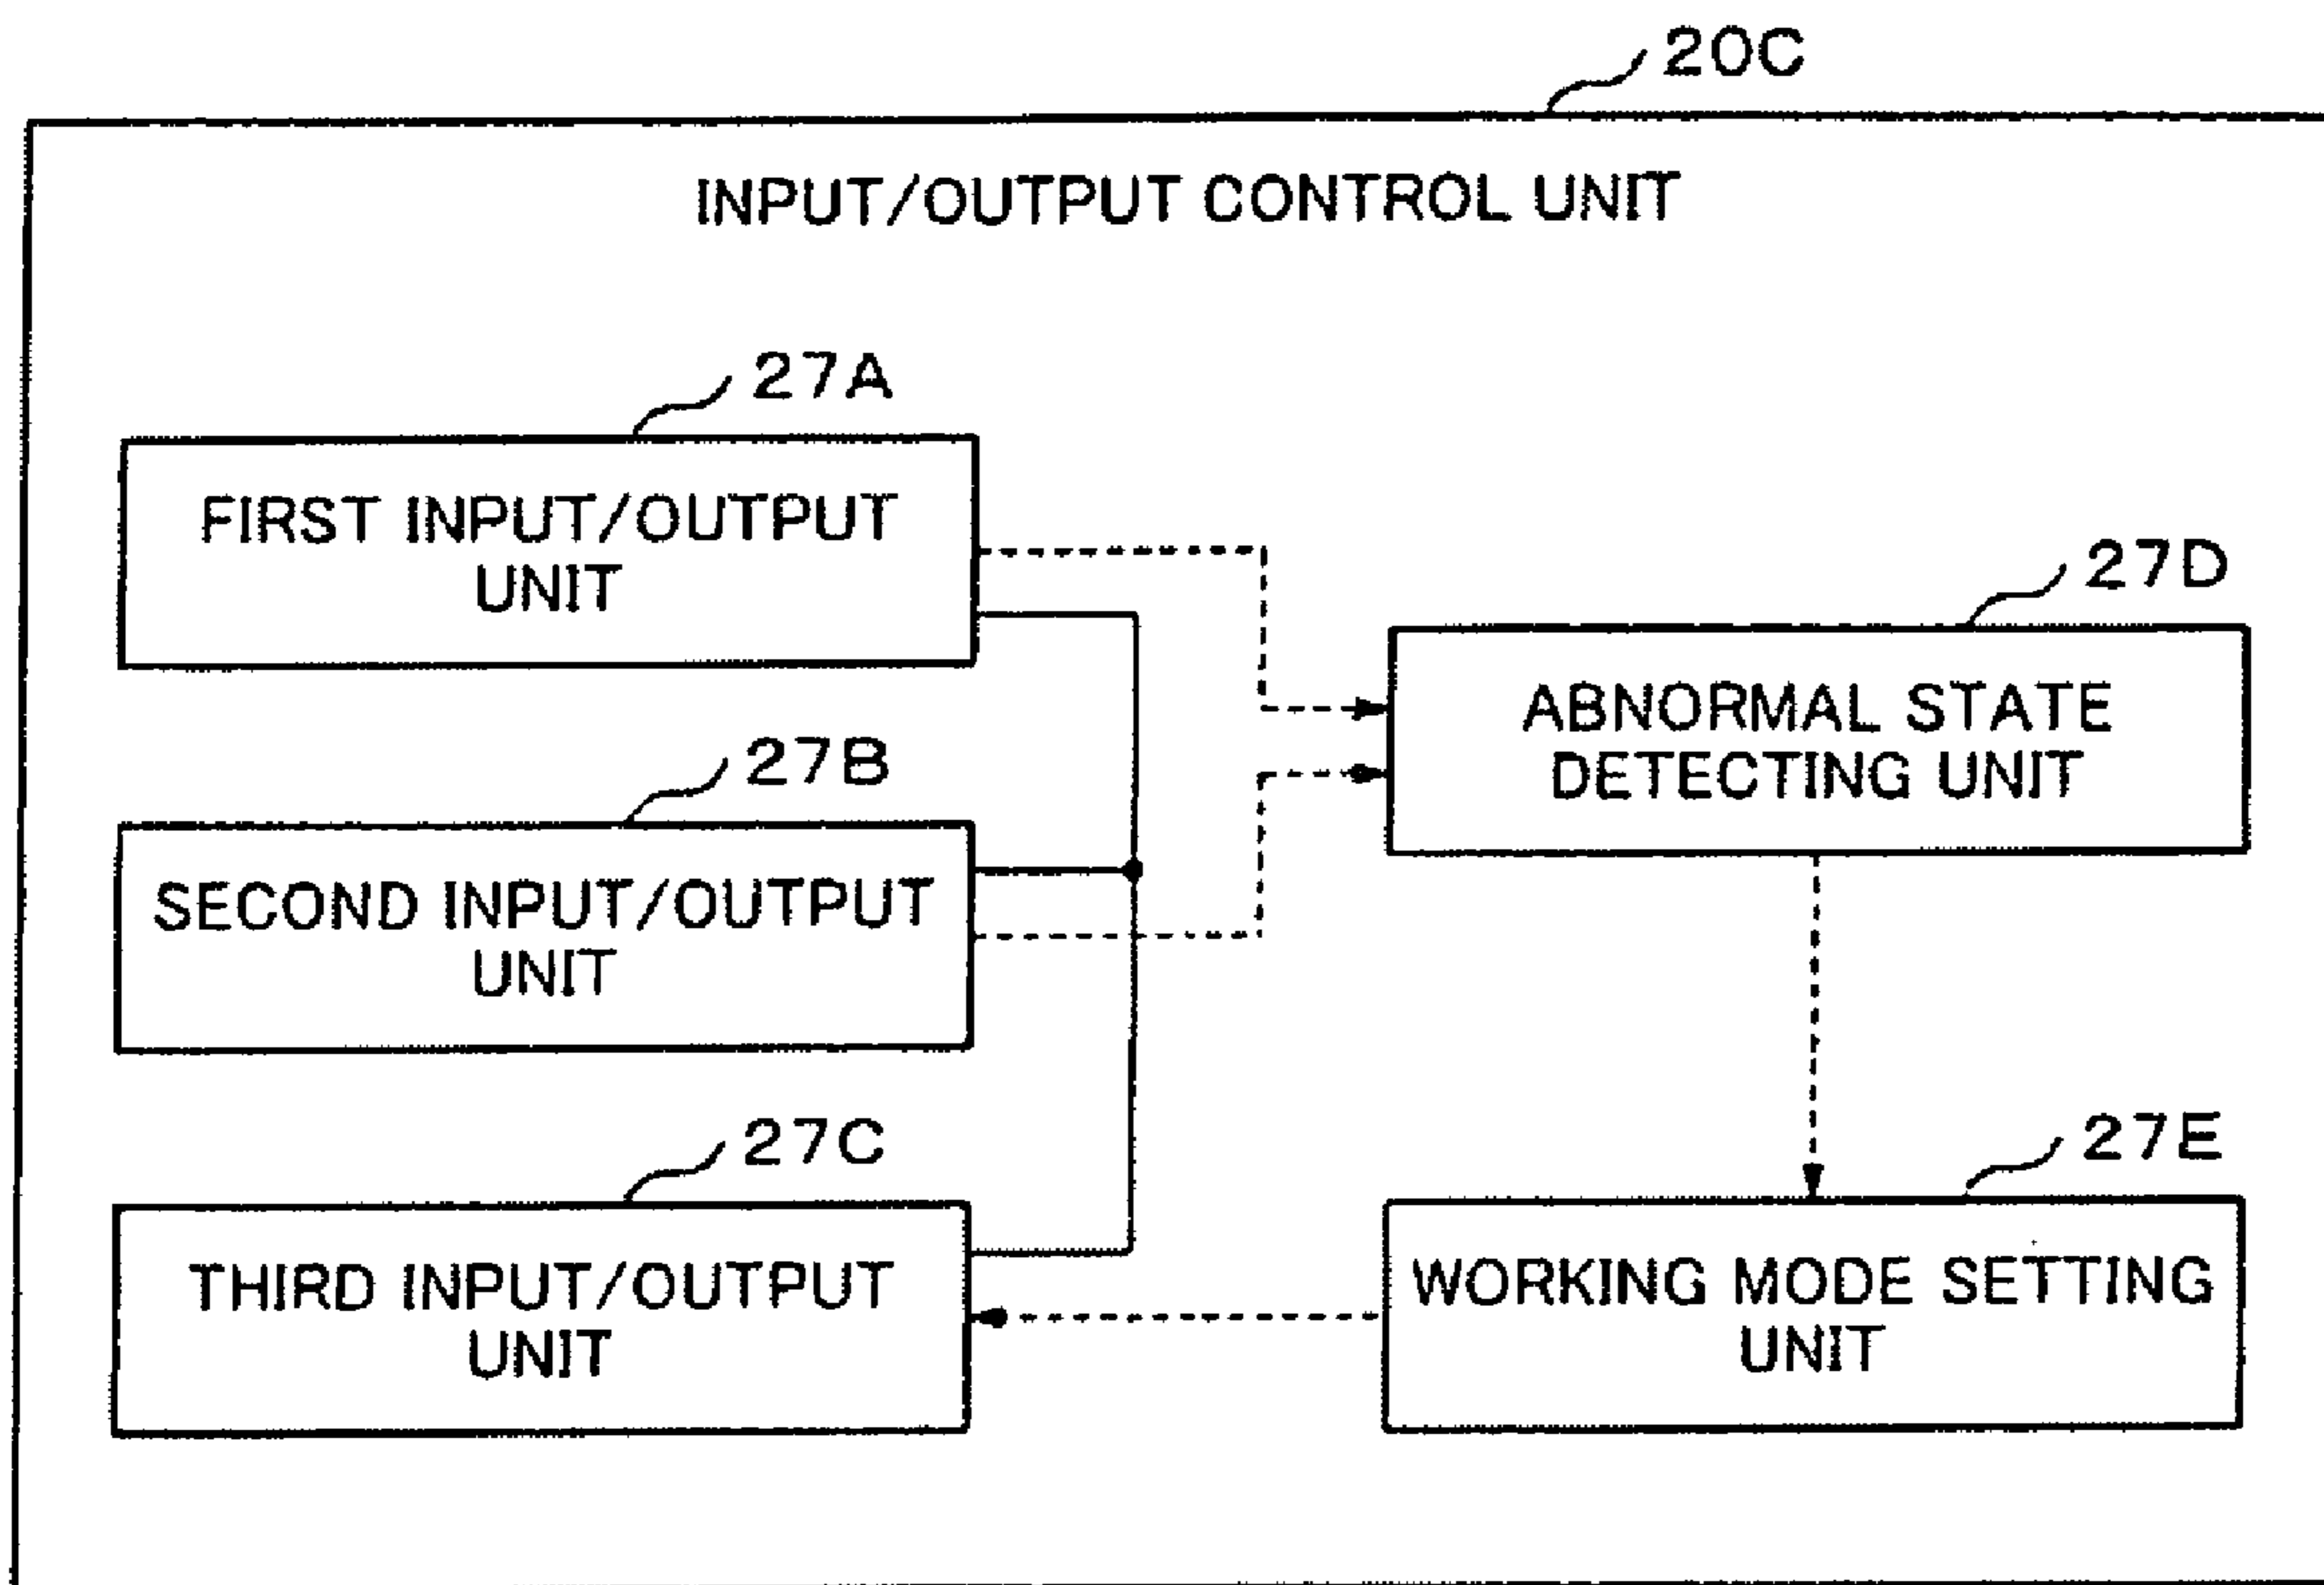 20C
INPUT/OUTPUT CONTROL UNIT
27A
FIRST INPUT/OUTPUT
UNIT
27D
ABNORMAL STATE
DETECTING UNIT
27B
SECOND INPUT/OUTPUT
UNIT
27C
THIRD INPUT/OUTPUT
UNIT
27E
WORKING MODE SETTING
UNIT